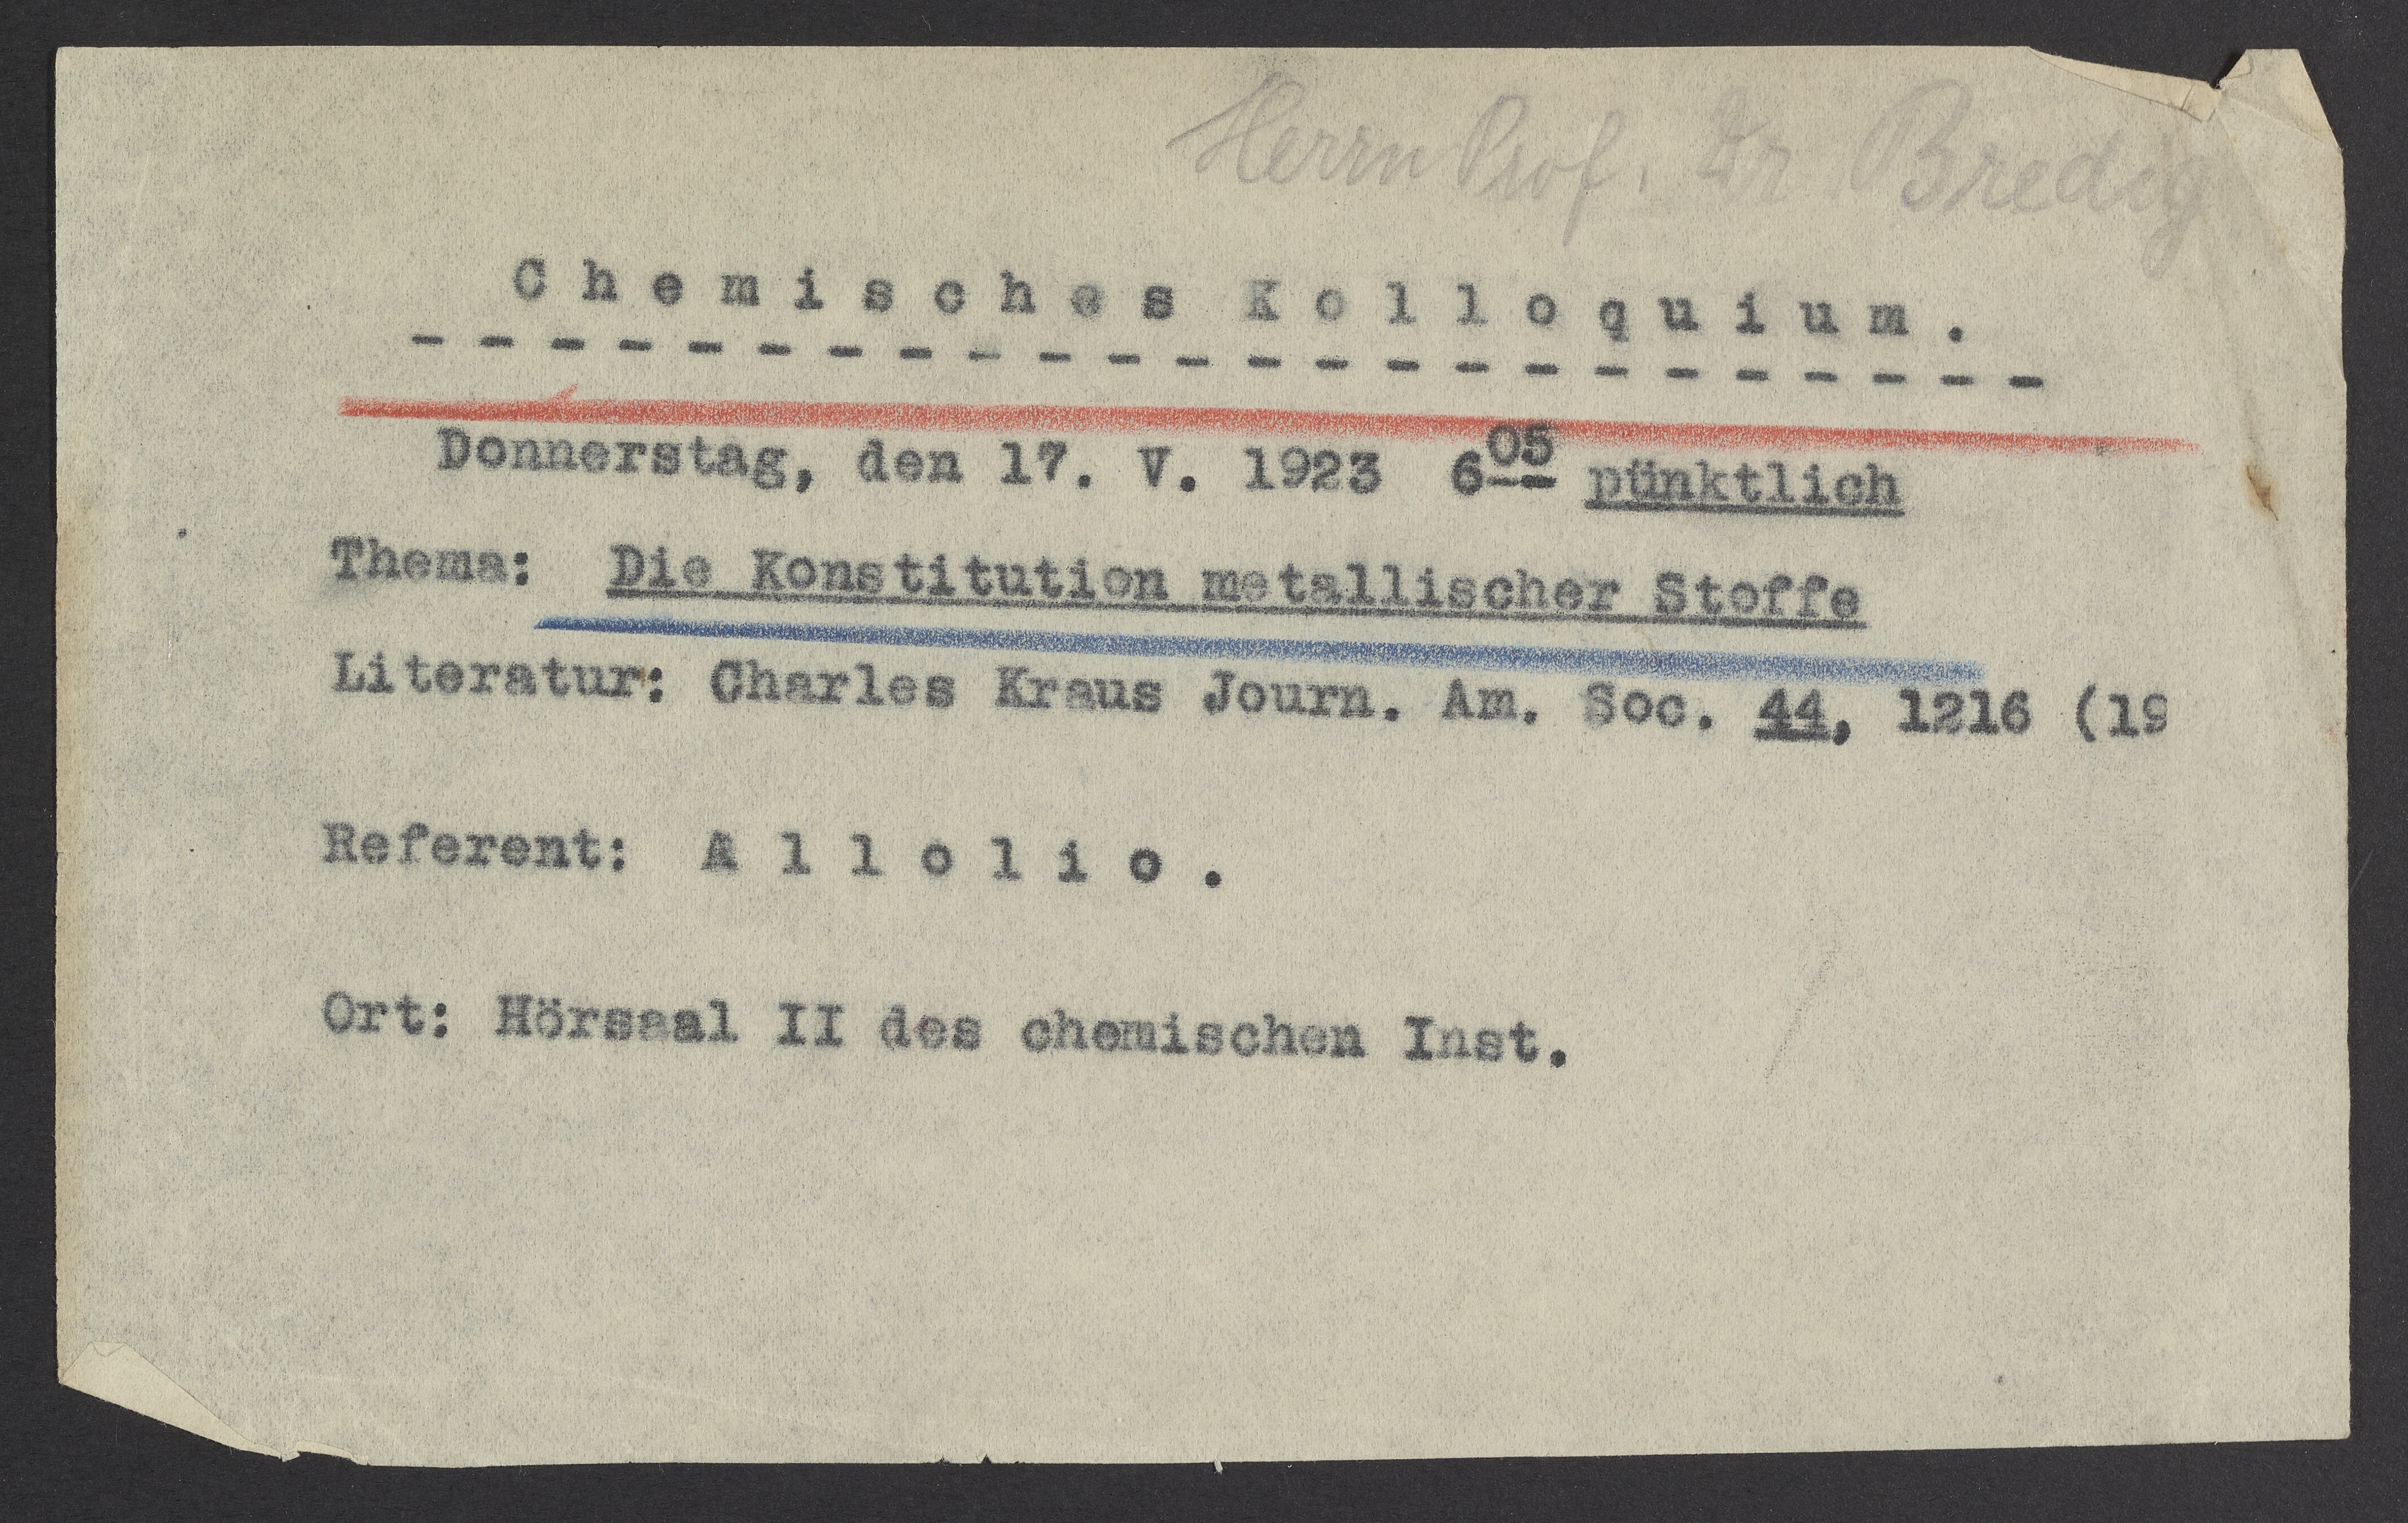 Herrn Prof. Dr Bredig
Chemisches Kolloquium.
- - - - - - - - - - - - - - - - - - - - - - - -
Donnerstag, den 17. V. 1923 6 05 pünktlich
Thema: Die Konstitution metallischer Stoffe
Literatur: Charles Kraus Journ. Am. Soc. 44, 1216 (19
Referent: Allolio.
Ort: Hörsaal II des chemischen Inst.